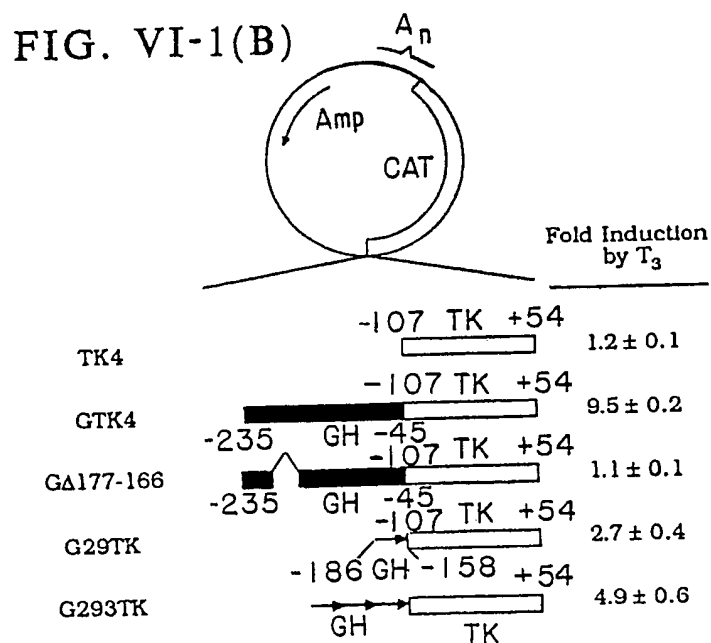 FIG. VI-1(B)
An
Amp
CAT
Fold Induction
by T3
-107 TK +54
TK4
1.2 ± 0.1
-107 TK +54
GTK4
9.5 ± 0.2
-235 GH -45
-107 TK +54
GΔ177-166
1.1 ± 0.1
-235 GH -45
-107 TK +54
G29TK
2.7 ± 0.4
-186 GH -158
+54
G293TK
4.9 ± 0.6
GH
TK